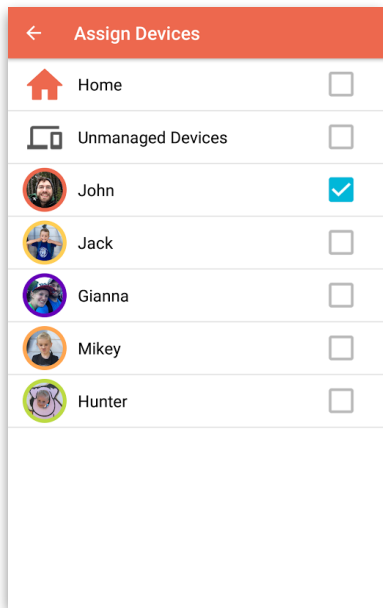 Assign Devices
Home
Unmanaged Devices
John
Jack
Gianna
Mikey
Hunter